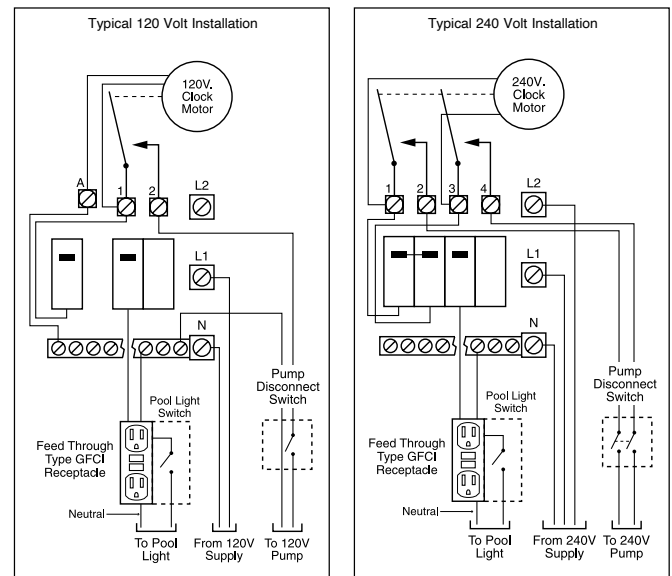 Typical 120 Volt Installation
120V.
Clock
Motor
A
1
2
L2
L1
N
Pump
Disconnect
Switch
Pool Light
Switch
Feed Through
Type GFCI
Receptacle
Neutral
To Pool
Light
From 120V
Supply
To 120V
Pump
Typical 240 Volt Installation
240V.
Clock
Motor
1
2
3
4
L2
L1
N
Pump
Disconnect
Switch
Pool Light
Switch
Feed Through
Type GFCI
Receptacle
Neutral
To Pool
Light
From 240V
Supply
To 240V
Pump